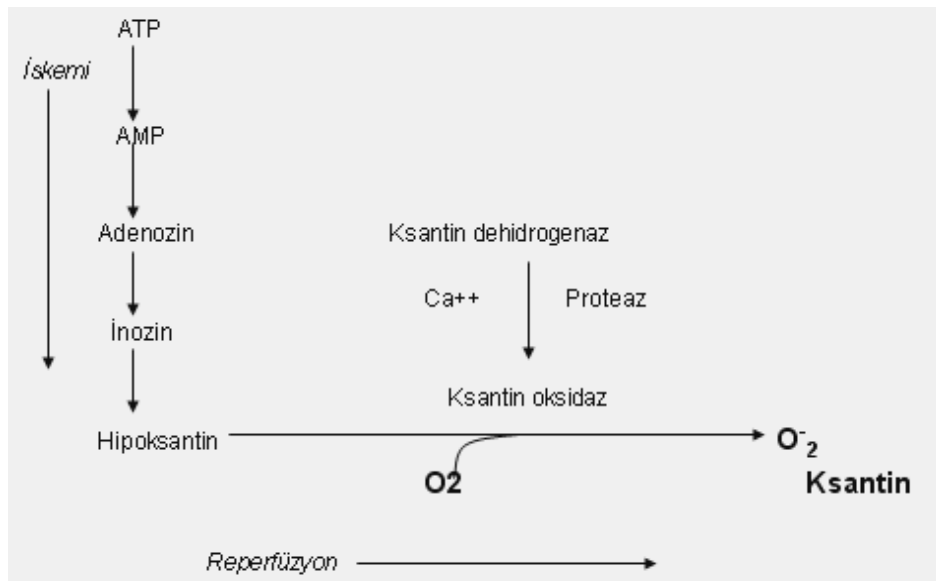 ATP
İskemi
AMP
Adenozin
Ksantin dehidrogenaz
Ca++
Proteaz
İnozin
Ksantin oksidaz
Hipoksantin
O⁻₂
O2
Ksantin
Reperfüzyon